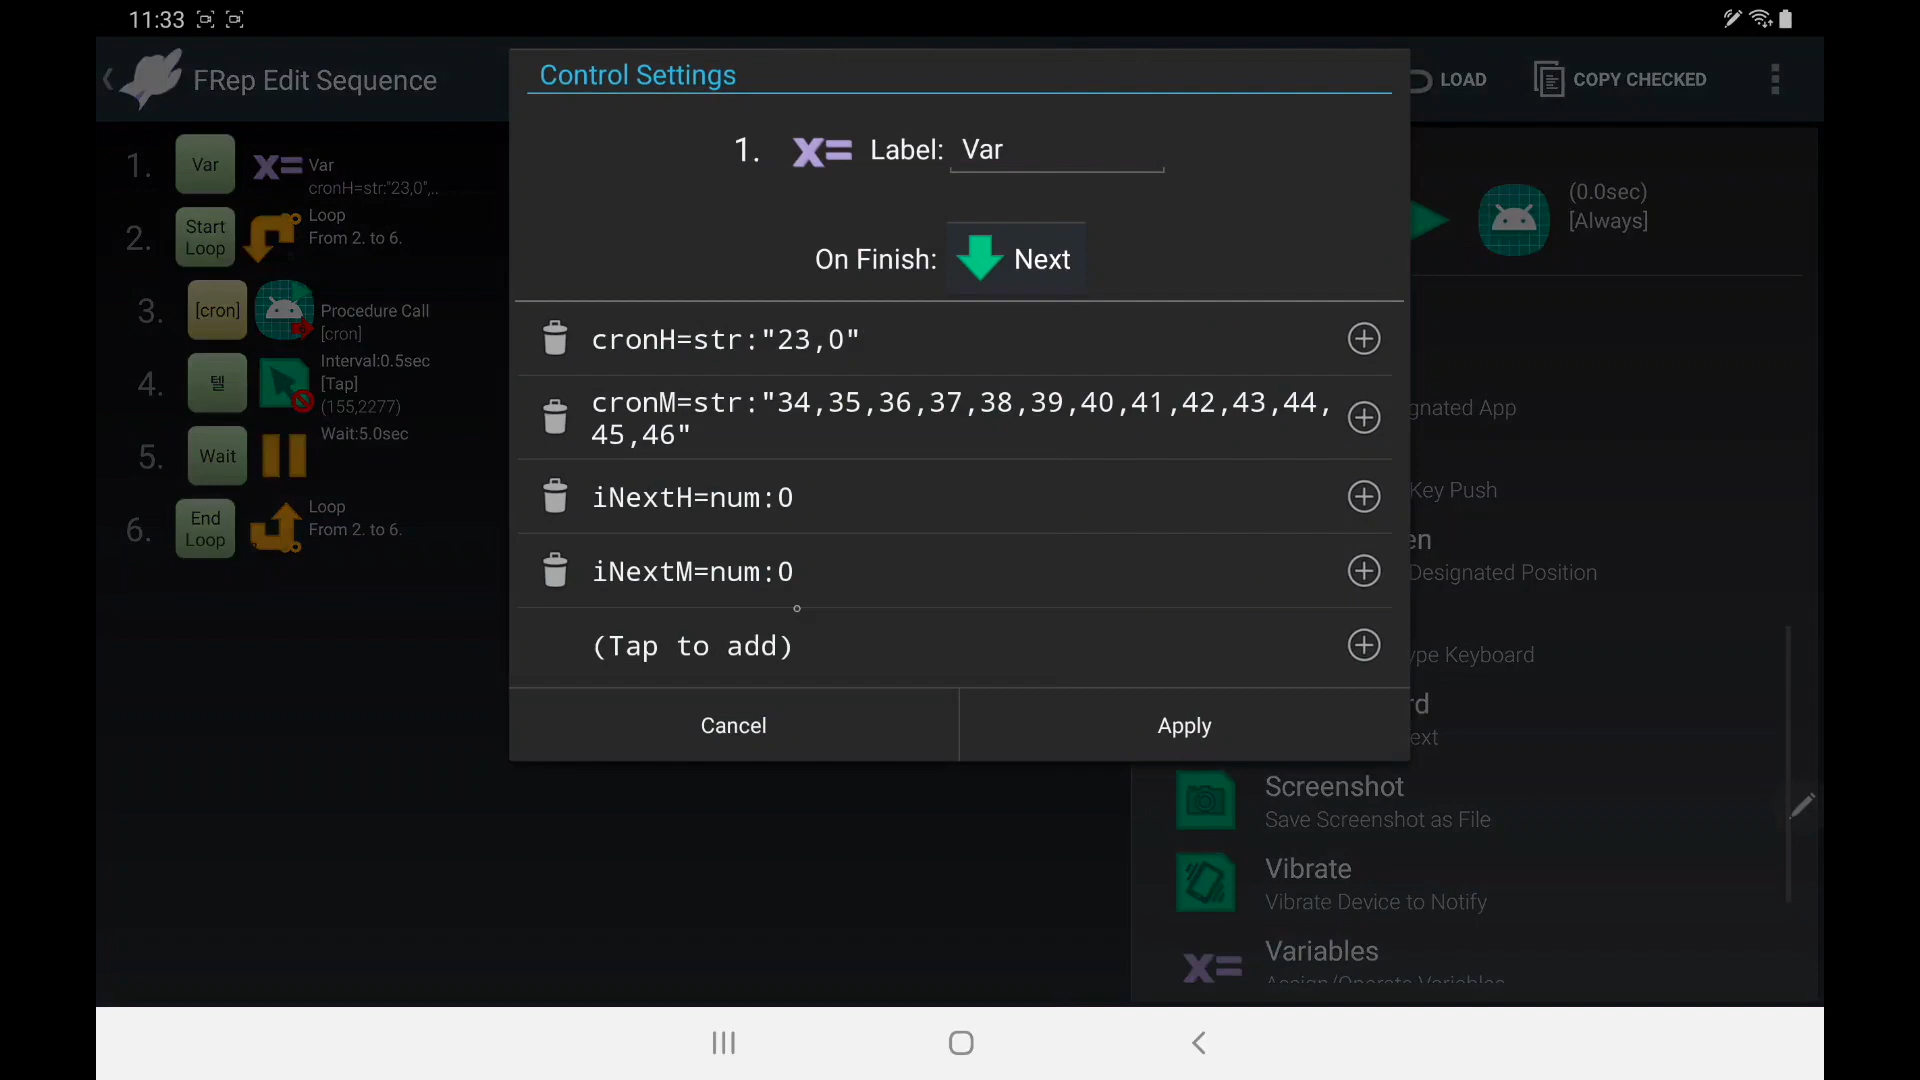 11:33
FRep Edit Sequence
LOAD
COPY CHECKED
Control Settings
1.
Label:
Var
On Finish:
Next
cronH=str:"23,0"
cronM=str:"34,35,36,37,38,39,40,41,42,43,44,
45,46"
iNextH=num:0
iNextM=num:0
(Tap to add)
Cancel
Apply
1.
Var
X=
Var
cronH=str:"23,0",..
2.
Start
Loop
Loop
From 2. to 6.
3.
[cron]
Procedure Call
[cron]
4.
텔
Interval:0.5sec
[Tap]
(155,2277)
5.
Wait
Wait:5.0sec
6.
End
Loop
Loop
From 2. to 6.
(0.0sec)
[Always]
gnated App
Key Push
en
Designated Position
ype Keyboard
rd
ext
Screenshot
Save Screenshot as File
Vibrate
Vibrate Device to Notify
X=
Variables
Assign/Operate Variables